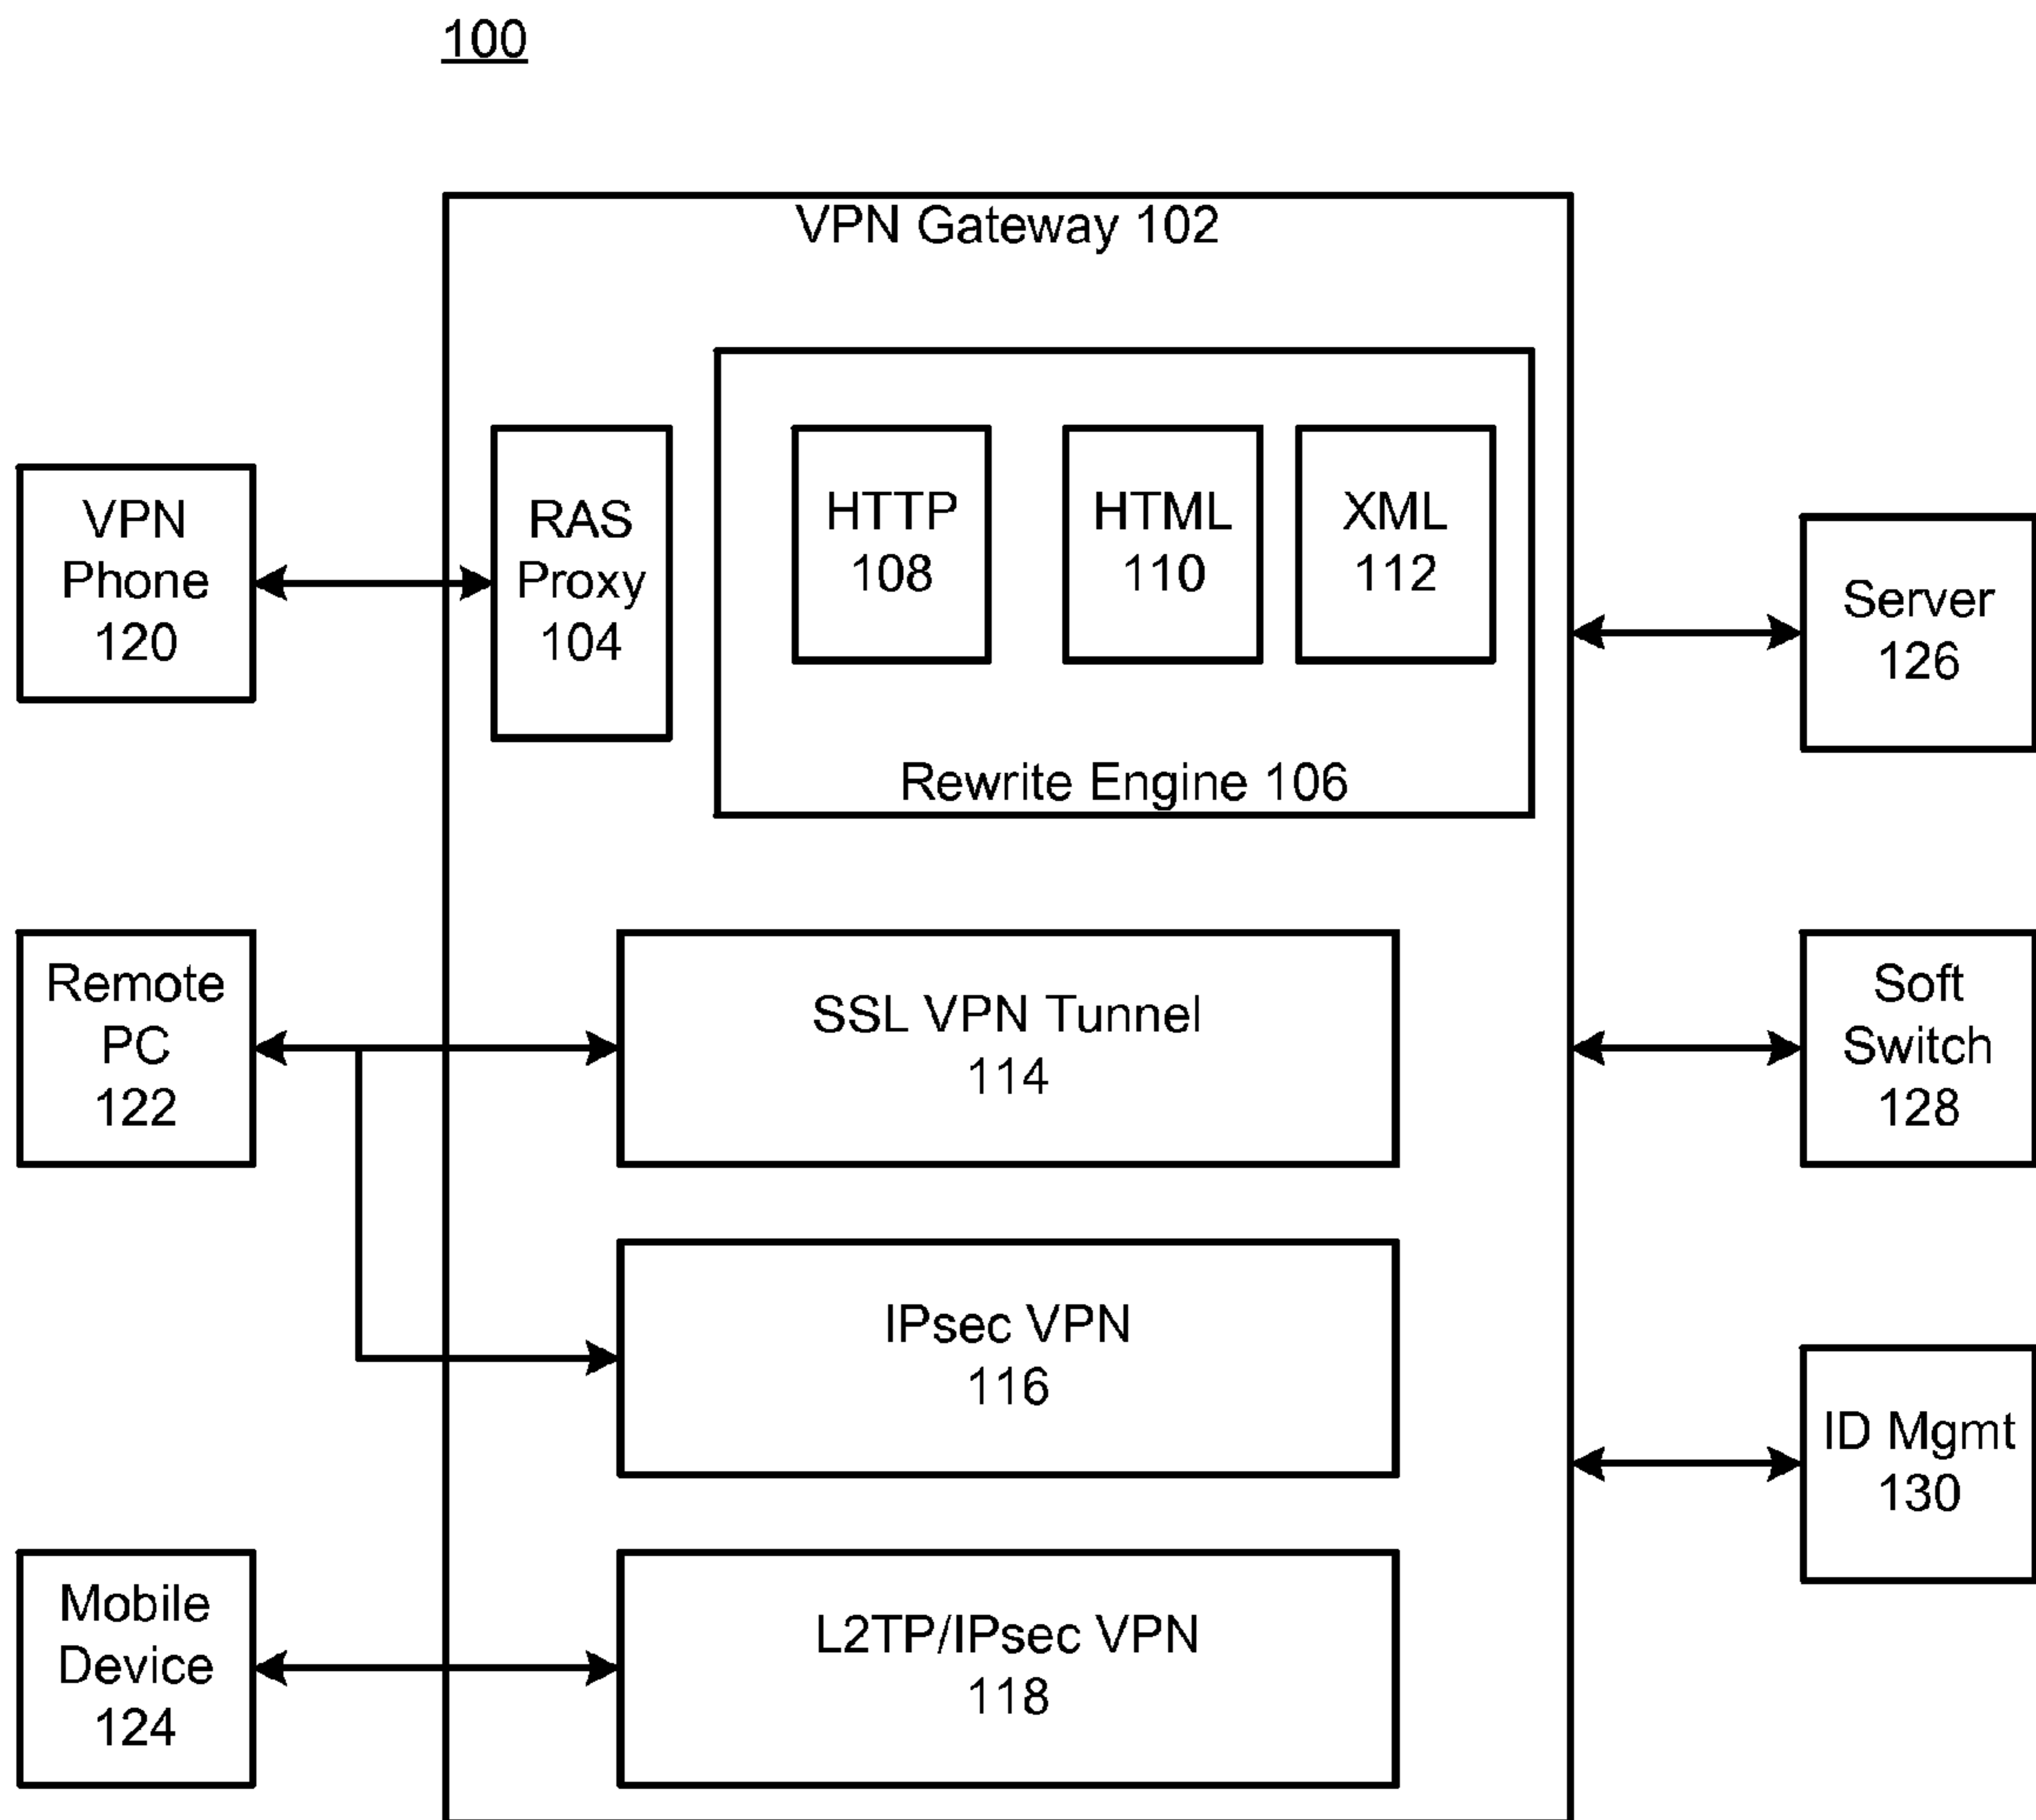 100
VPN Gateway 102
VPN
Phone
120
RAS
Proxy
104
HTTP
108
HTML
110
XML
112
Rewrite Engine 106
Server
126
Remote
PC
122
SSL VPN Tunnel
114
Soft
Switch
128
IPsec VPN
116
ID Mgmt
130
Mobile
Device
124
L2TP/IPsec VPN
118